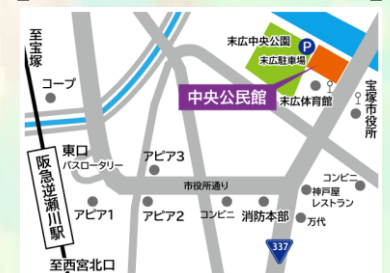 至宝塚
コープ
末広中央公園
P
末広駐車場
中央公民館
末広体育館
宝塚市役所
東口
バスロータリー
阪急逆瀬川駅
アピア3
市役所通り
コンビニ
神戸屋
レストラン
アピア1
アピア2
コンビニ
消防本部
万代
337
至西宮北口